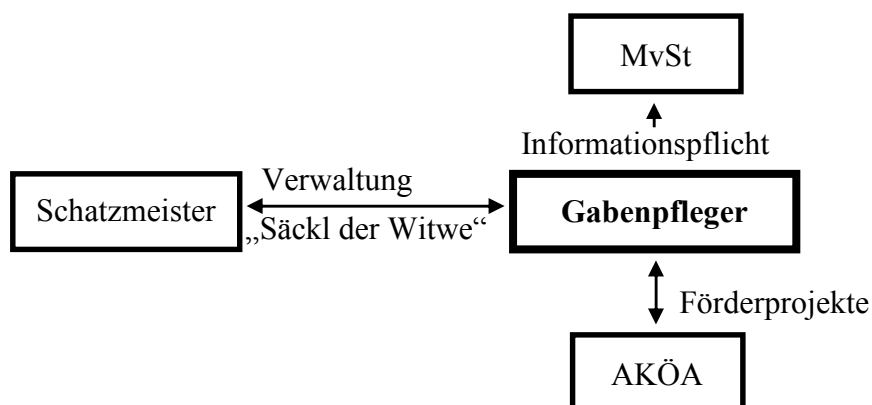 MvSt
Informationspflicht
Verwaltung
Schatzmeister
Gabenpfleger
„Säckl der Witwe“
Förderprojekte
AKÖA